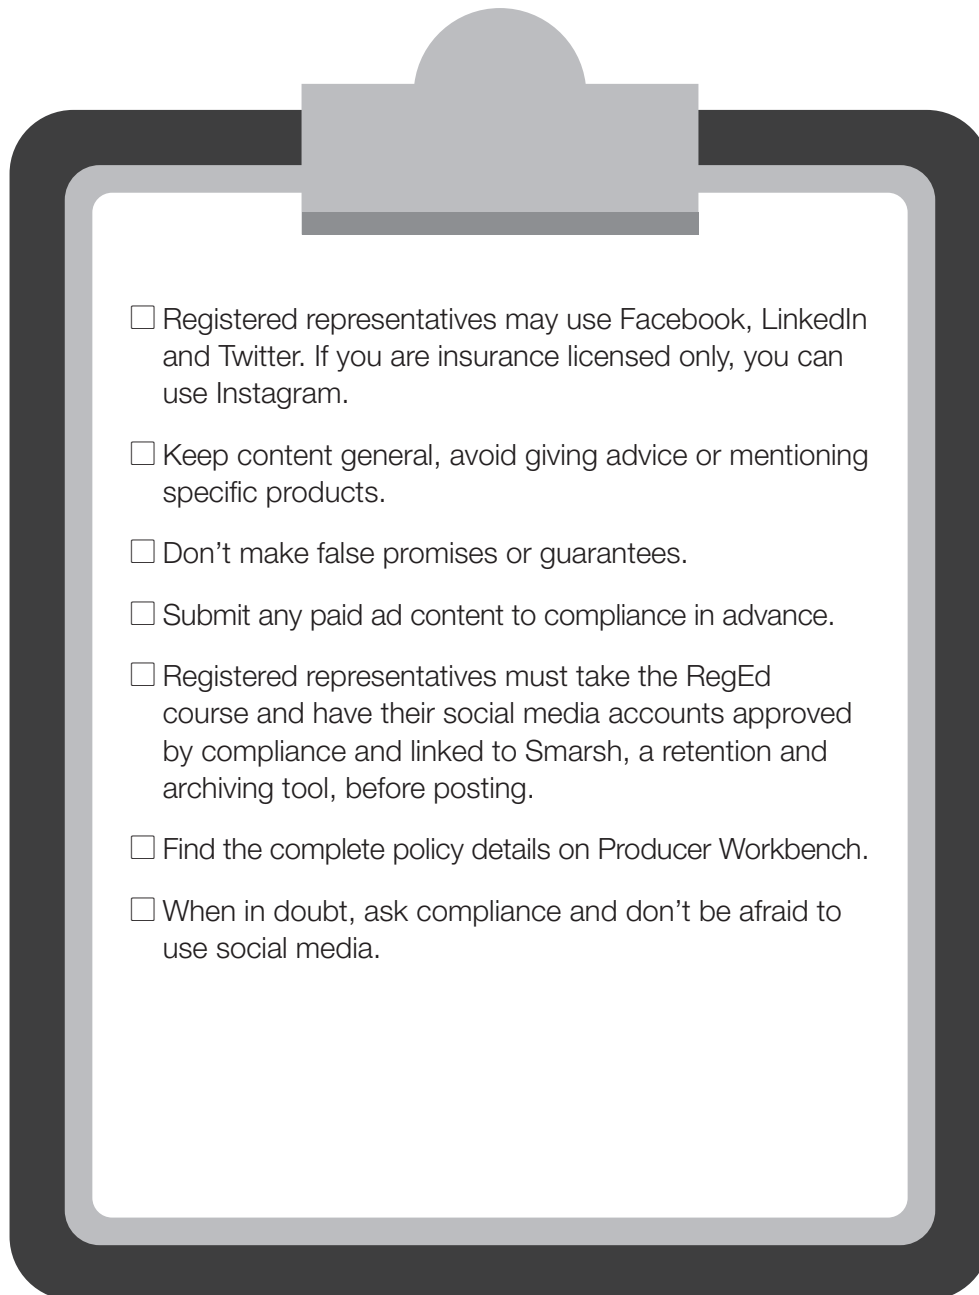 ☐ Registered representatives may use Facebook, LinkedIn
and Twitter. If you are insurance licensed only, you can
use Instagram.
☐ Keep content general, avoid giving advice or mentioning
specific products.
☐ Don’t make false promises or guarantees.
☐ Submit any paid ad content to compliance in advance.
☐ Registered representatives must take the RegEd
course and have their social media accounts approved
by compliance and linked to Smarsh, a retention and
archiving tool, before posting.
☐ Find the complete policy details on Producer Workbench.
☐ When in doubt, ask compliance and don’t be afraid to
use social media.